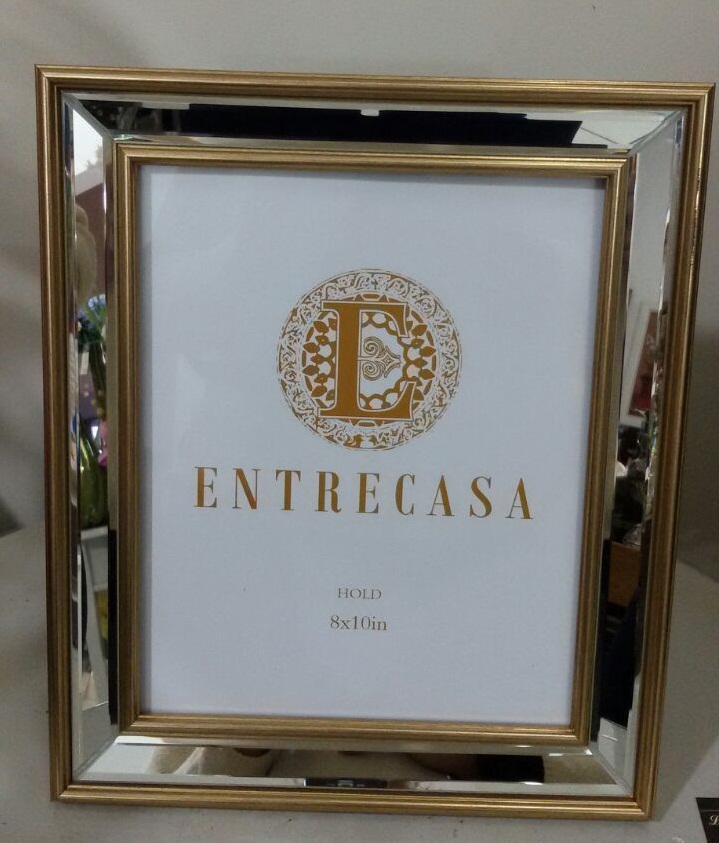 E
ENTRECASA
HOLD
8x10in